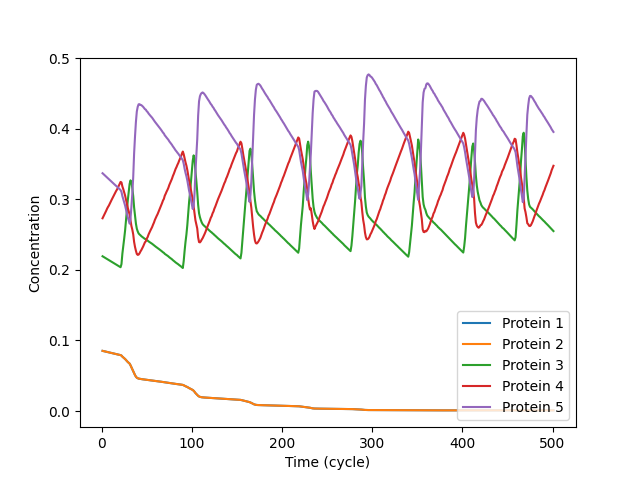 0.5
0.4
0.3
0.2
0.1
0.0
Concentration
0
100
200
300
400
500
Time (cycle)
Protein 1
Protein 2
Protein 3
Protein 4
Protein 5